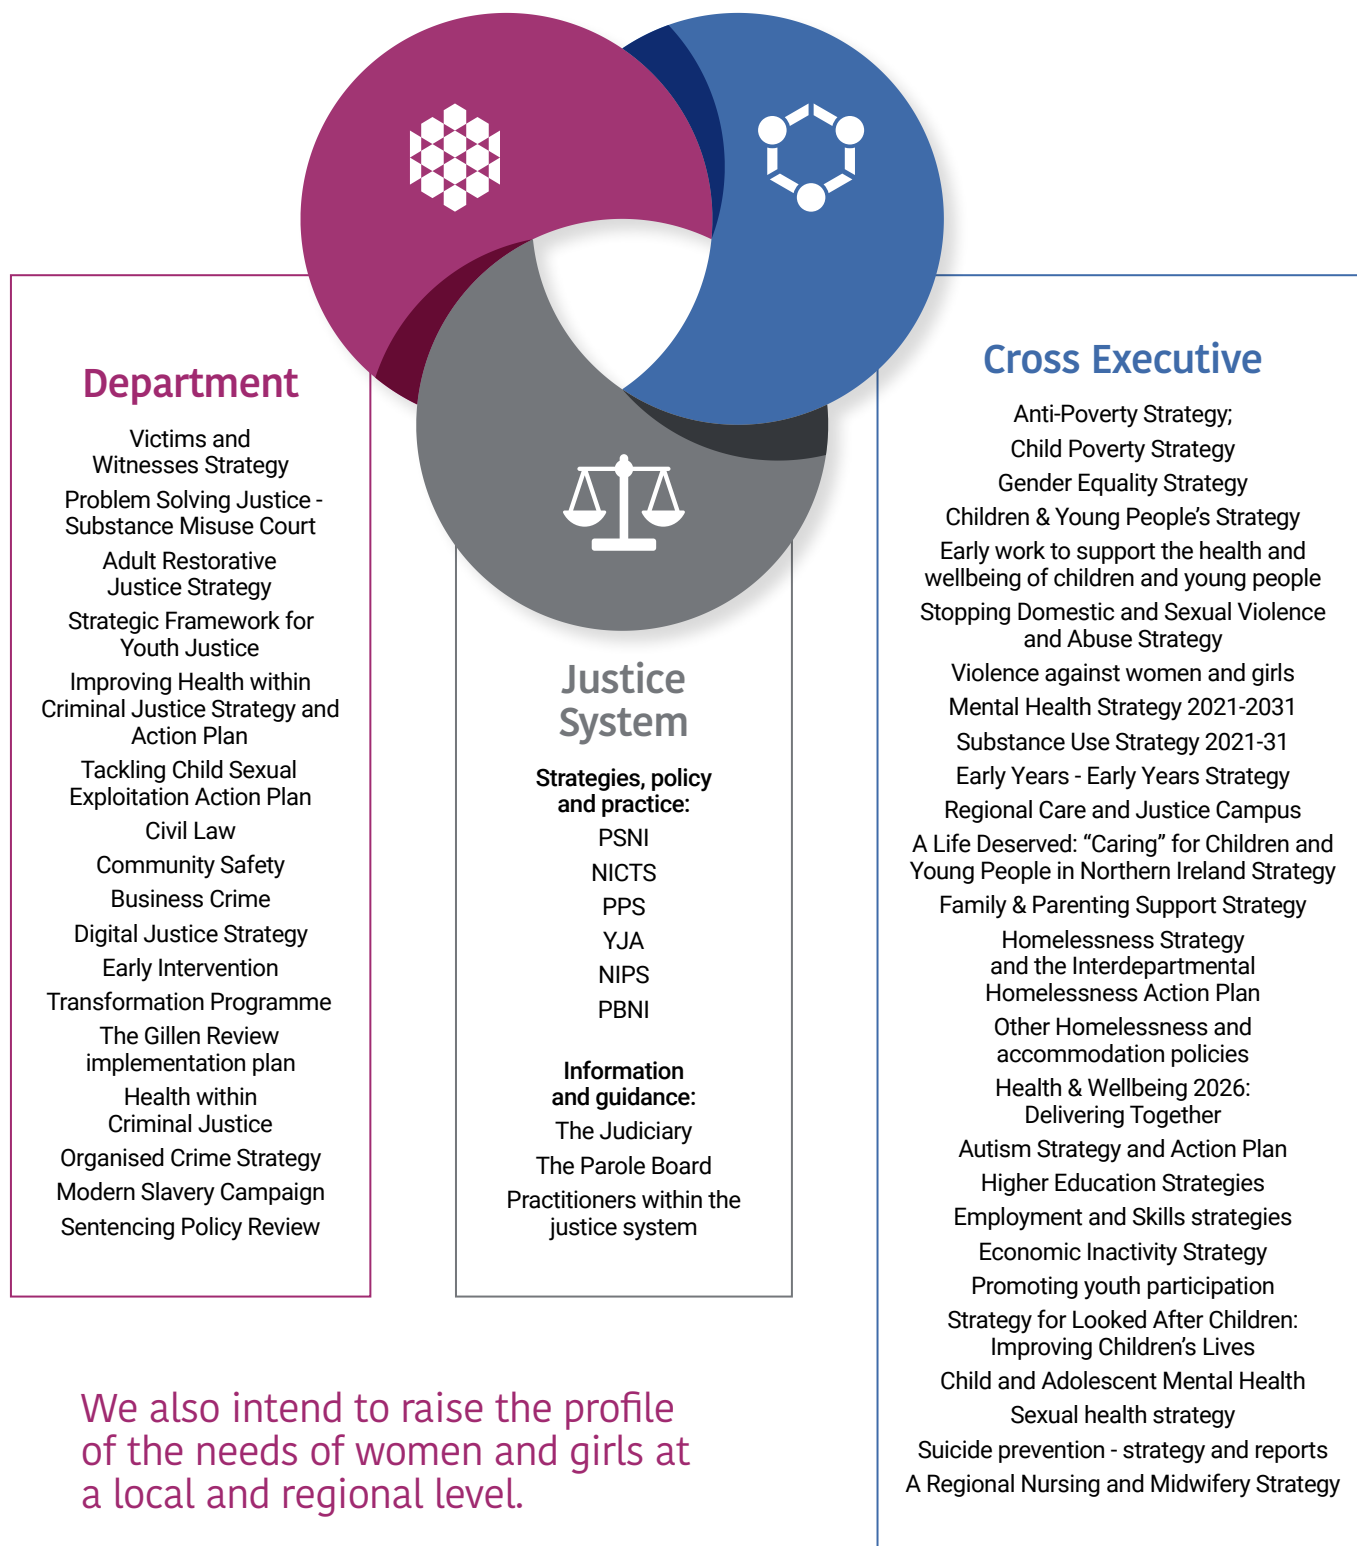 Department
Victims and
Witnesses Strategy
Problem Solving Justice -
Substance Misuse Court
Adult Restorative
Justice Strategy
Strategic Framework for
Youth Justice
Improving Health within
Criminal Justice Strategy and
Action Plan
Tackling Child Sexual
Exploitation Action Plan
Civil Law
Community Safety
Business Crime
Digital Justice Strategy
Early Intervention
Transformation Programme
The Gillen Review
implementation plan
Health within
Criminal Justice
Organised Crime Strategy
Modern Slavery Campaign
Sentencing Policy Review
Justice
System
Strategies, policy
and practice:
PSNI
NICTS
PPS
YJA
NIPS
PBNI
Information
and guidance:
The Judiciary
The Parole Board
Practitioners within the
justice system
Cross Executive
Anti-Poverty Strategy;
Child Poverty Strategy
Gender Equality Strategy
Children & Young People’s Strategy
Early work to support the health and
wellbeing of children and young people
Stopping Domestic and Sexual Violence
and Abuse Strategy
Violence against women and girls
Mental Health Strategy 2021-2031
Substance Use Strategy 2021-31
Early Years - Early Years Strategy
Regional Care and Justice Campus
A Life Deserved: “Caring” for Children and
Young People in Northern Ireland Strategy
Family & Parenting Support Strategy
Homelessness Strategy
and the Interdepartmental
Homelessness Action Plan
Other Homelessness and
accommodation policies
Health & Wellbeing 2026:
Delivering Together
Autism Strategy and Action Plan
Higher Education Strategies
Employment and Skills strategies
Economic Inactivity Strategy
Promoting youth participation
Strategy for Looked After Children:
Improving Children’s Lives
Child and Adolescent Mental Health
Sexual health strategy
Suicide prevention - strategy and reports
A Regional Nursing and Midwifery Strategy
We also intend to raise the profile
of the needs of women and girls at
a local and regional level.